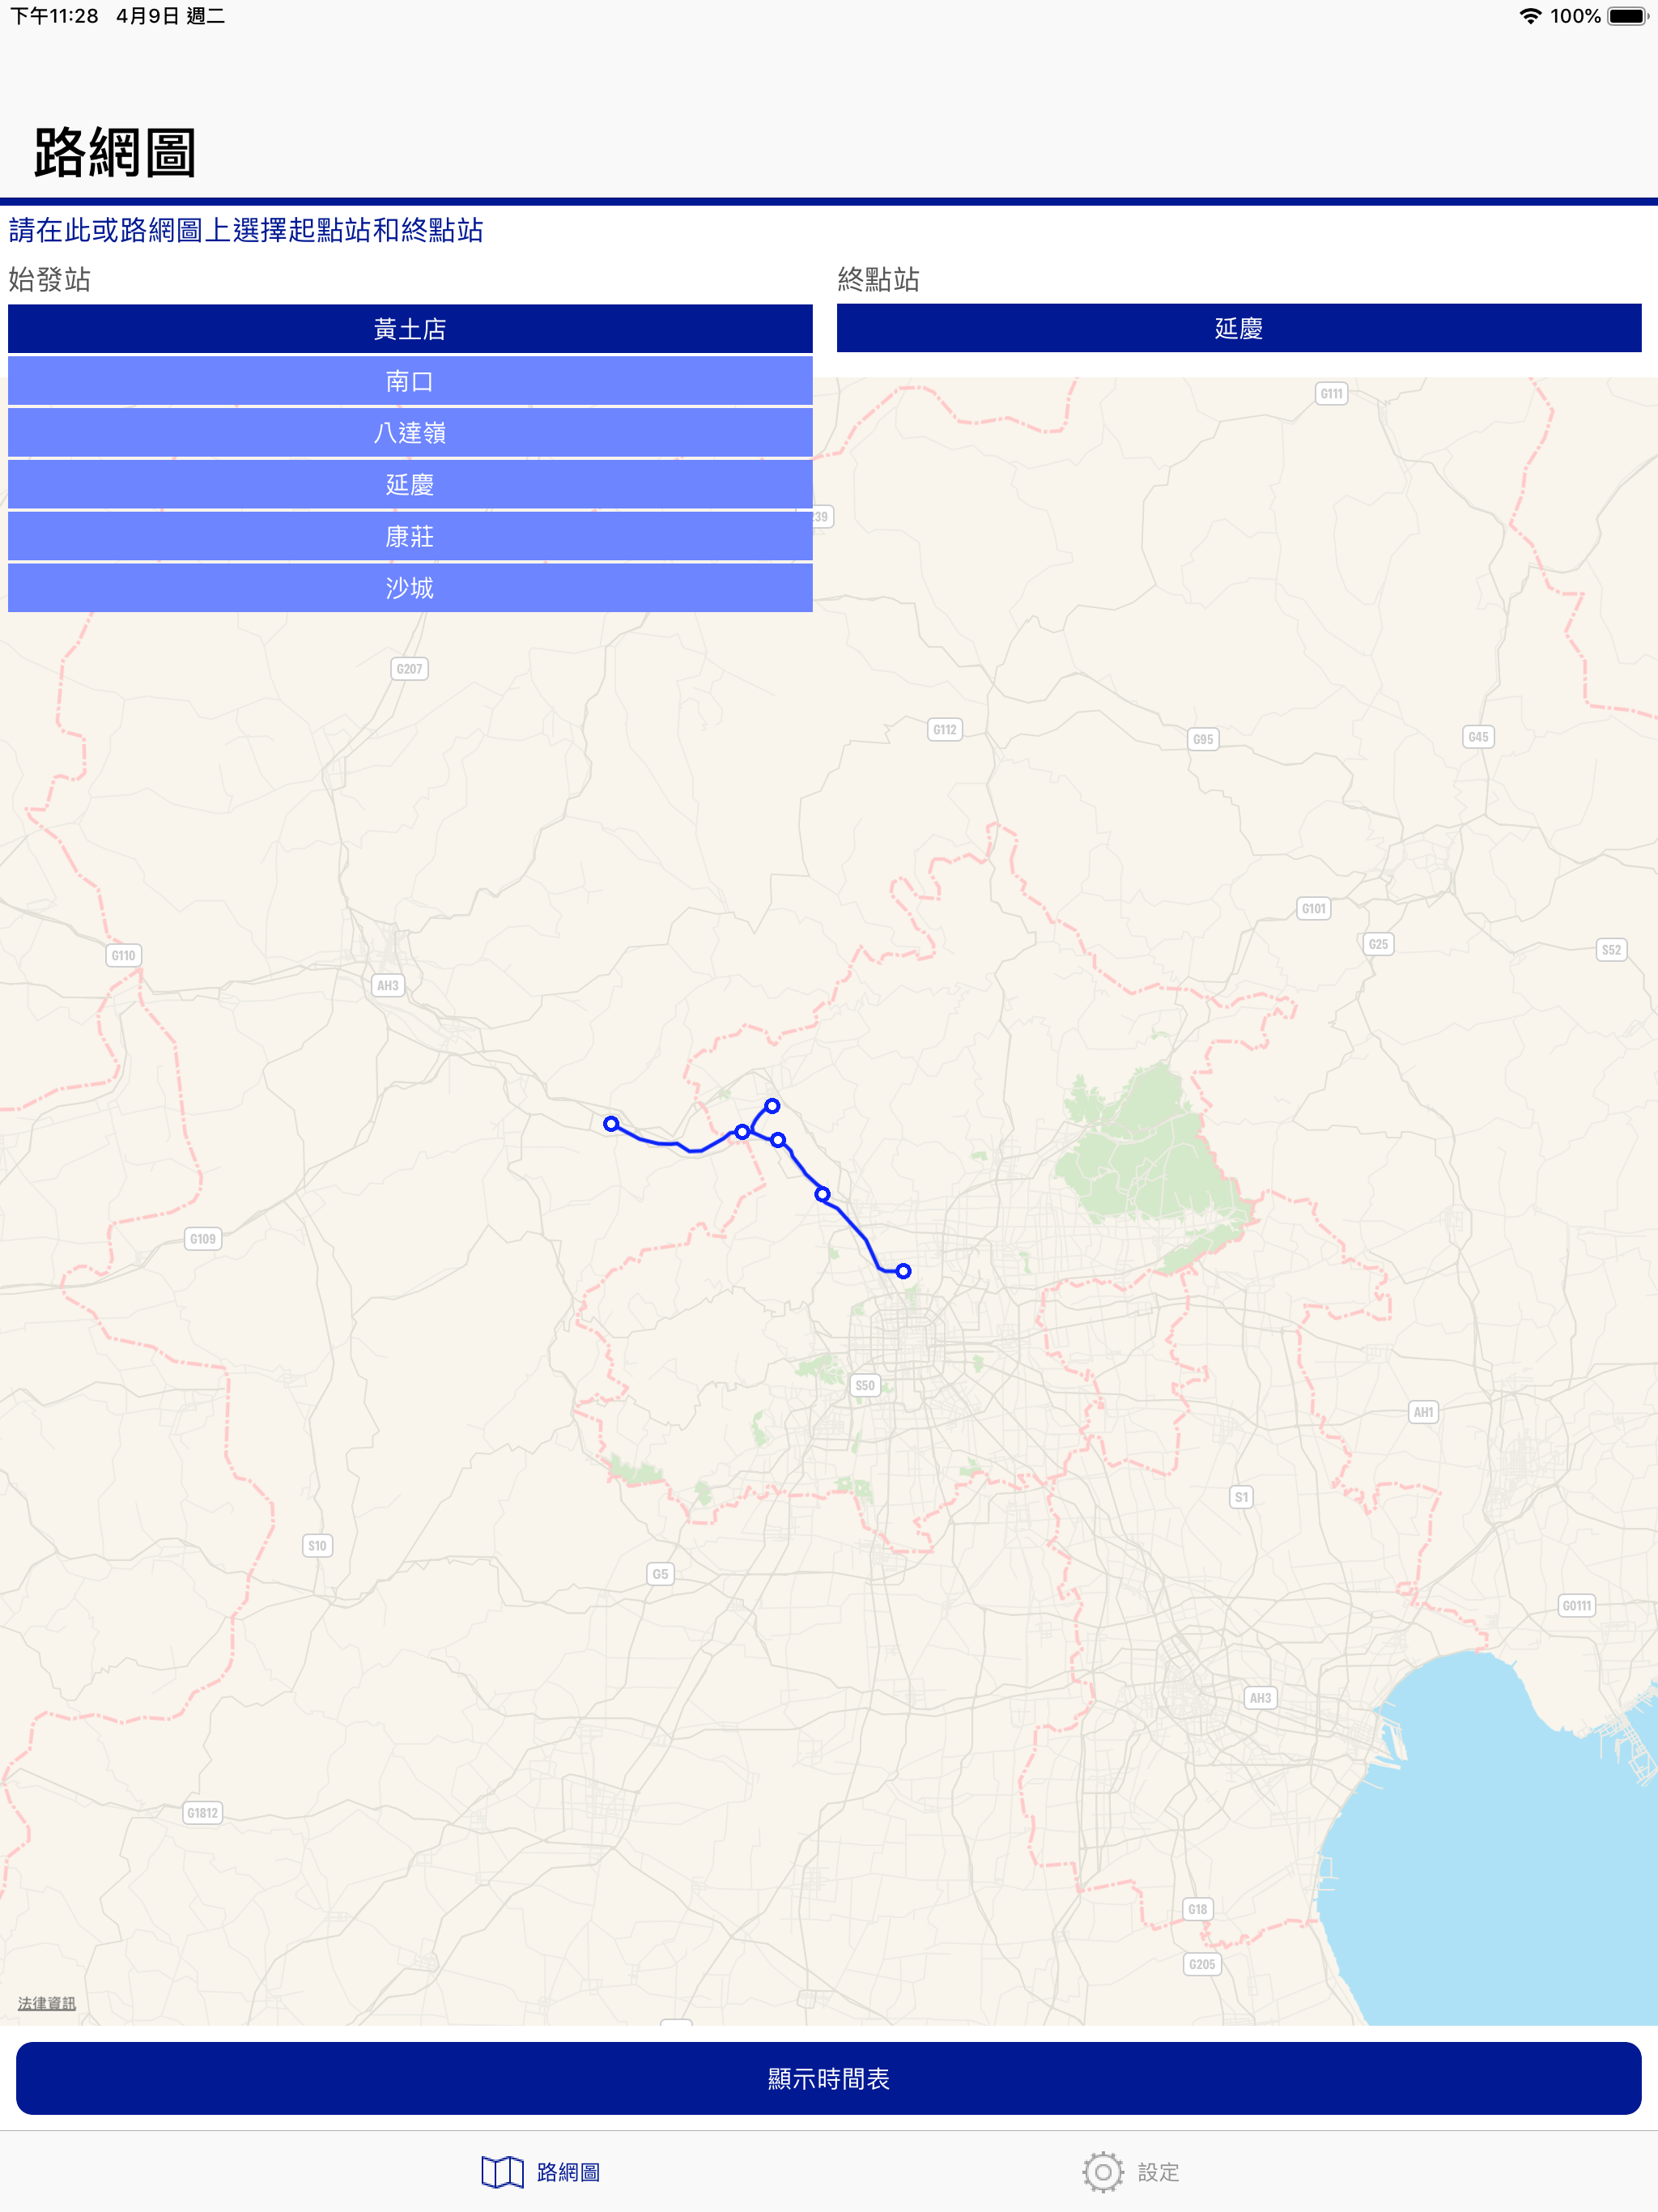 下午11:28 4月9日 週二
100%
路網圖
請在此或路網圖上選擇起點站和終點站
始發站
終點站
黃土店
延慶
南口
八達嶺
延慶
康莊
沙城
G111
39
G207
G112
G95
G45
G101
G25
S52
G110
AH3
G109
S50
AH1
S1
S10
G5
G0111
AH3
G1812
G18
G205
法律資訊
顯示時間表
路網圖
設定